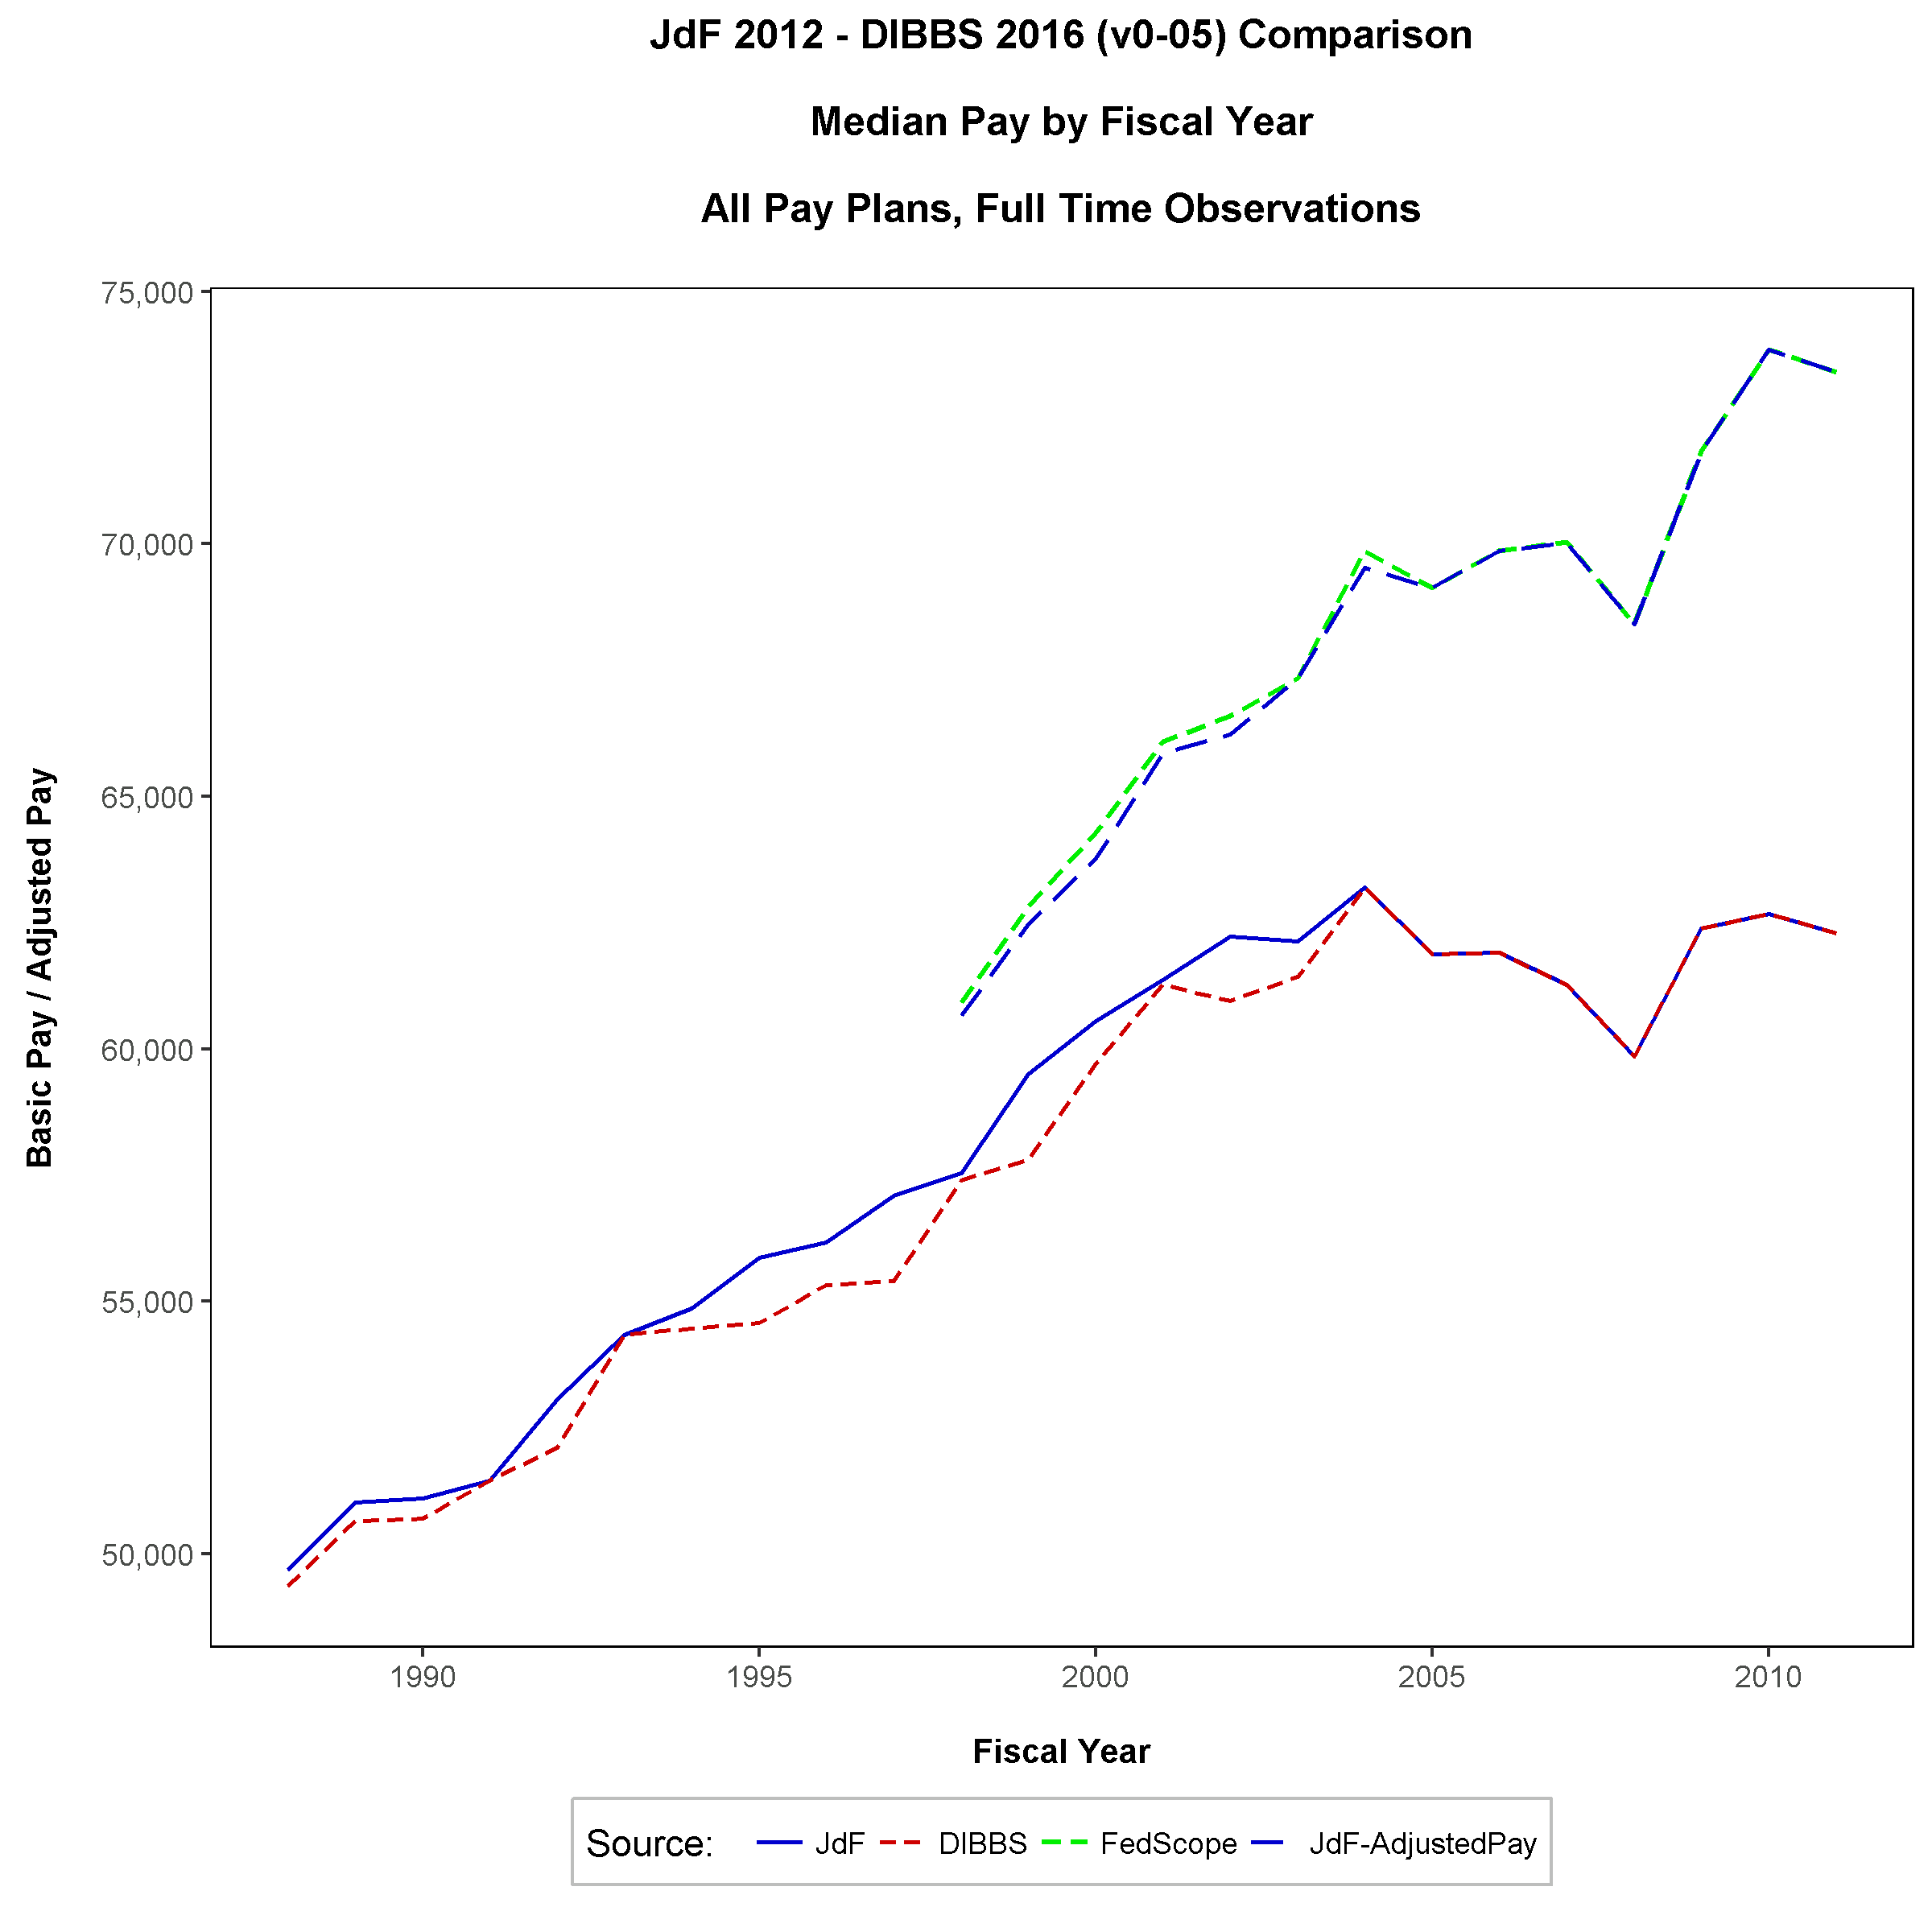 JdF 2012 - DIBBS 2016 (v0-05) Comparison
Median Pay by Fiscal Year
All Pay Plans, Full Time Observations
75,000
70,000
65,000
60,000
55,000
50,000
Basic Pay / Adjusted Pay
1990 1995 2000 2005 2010
Fiscal Year
Source: JdF DIBBS FedScope JdF-AdjustedPay